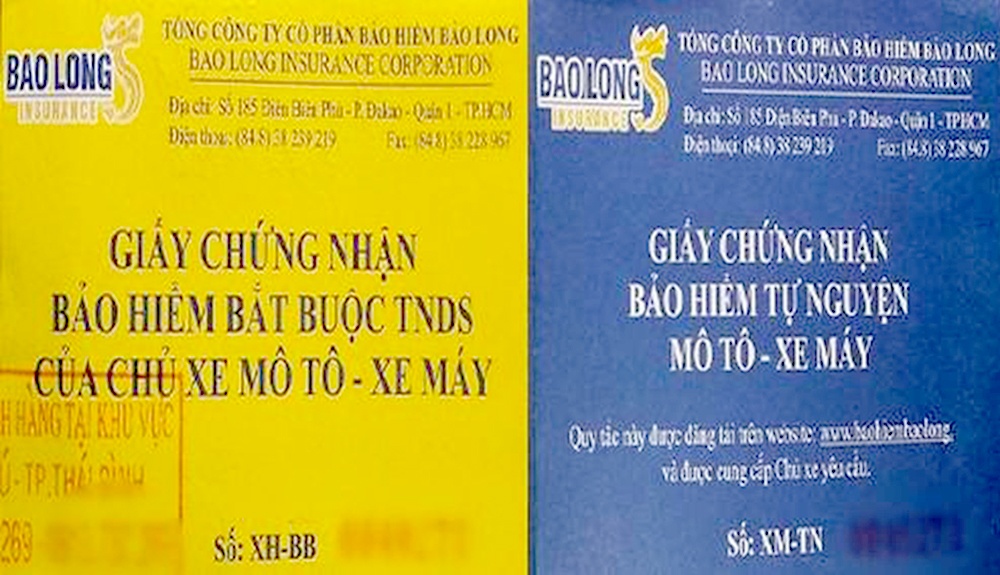 BAO LONG
INSURANCE
TỔNG CÔNG TY CỔ PHẦN BẢO HIỂM BẢO LONG
BAO LONG INSURANCE CORPORATION
Địa chỉ: Số 185 Điện Biên Phủ - P. Đakao - Quận 1 - TP.HCM
Điện thoại: (84.8) 38 239 219 Fax: (84.8) 38 228 967
GIẤY CHỨNG NHẬN
BẢO HIỂM BẮT BUỘC TNDS
CỦA CHỦ XE MÔ TÔ - XE MÁY
H HÀNG TẠI KHU VỰC
Ú - TP.THÁI BÌNH
269
Số: XH-BB
BAO LONG
INSURANCE
TỔNG CÔNG TY CỔ PHẦN BẢO HIỂM BẢO LONG
BAO LONG INSURANCE CORPORATION
Địa chỉ: Số 185 Điện Biên Phủ - P. Đakao - Quận 1 - TP.HCM
Điện thoại: (84.8) 38 239 219 Fax: (84.8) 38 228 967
GIẤY CHỨNG NHẬN
BẢO HIỂM TỰ NGUYỆN
MÔ TÔ - XE MÁY
Quy tắc này được đăng tải trên website: www.baohiembaolong.
và được cung cấp Chủ xe yêu cầu.
Số: XM-TN